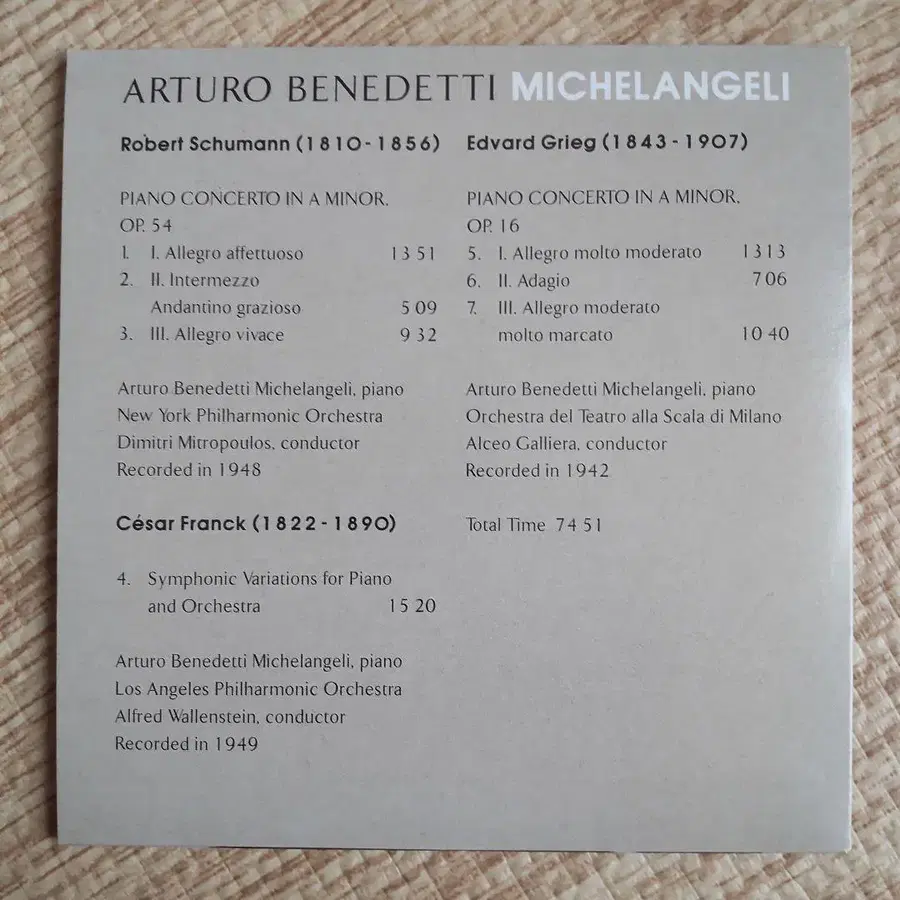 ARTURO BENEDETTI MICHELANGELI
Robert Schumann (1810-1856)
PIANO CONCERTO IN A MINOR,
OP. 54
1. I. Allegro affettuoso 13 51
2. II. Intermezzo
Andantino grazioso 5 09
3. III. Allegro vivace 9 32
Arturo Benedetti Michelangeli, piano
New York Philharmonic Orchestra
Dimitri Mitropoulos, conductor
Recorded in 1948
César Franck (1822-1890)
4. Symphonic Variations for Piano
and Orchestra 15 20
Arturo Benedetti Michelangeli, piano
Los Angeles Philharmonic Orchestra
Alfred Wallenstein, conductor
Recorded in 1949
Edvard Grieg (1843-1907)
PIANO CONCERTO IN A MINOR,
OP. 16
5. I. Allegro molto moderato 13 13
6. II. Adagio 7 06
7. III. Allegro moderato
molto marcato 10 40
Arturo Benedetti Michelangeli, piano
Orchestra del Teatro alla Scala di Milano
Alceo Galliera, conductor
Recorded in 1942
Total Time 74 51